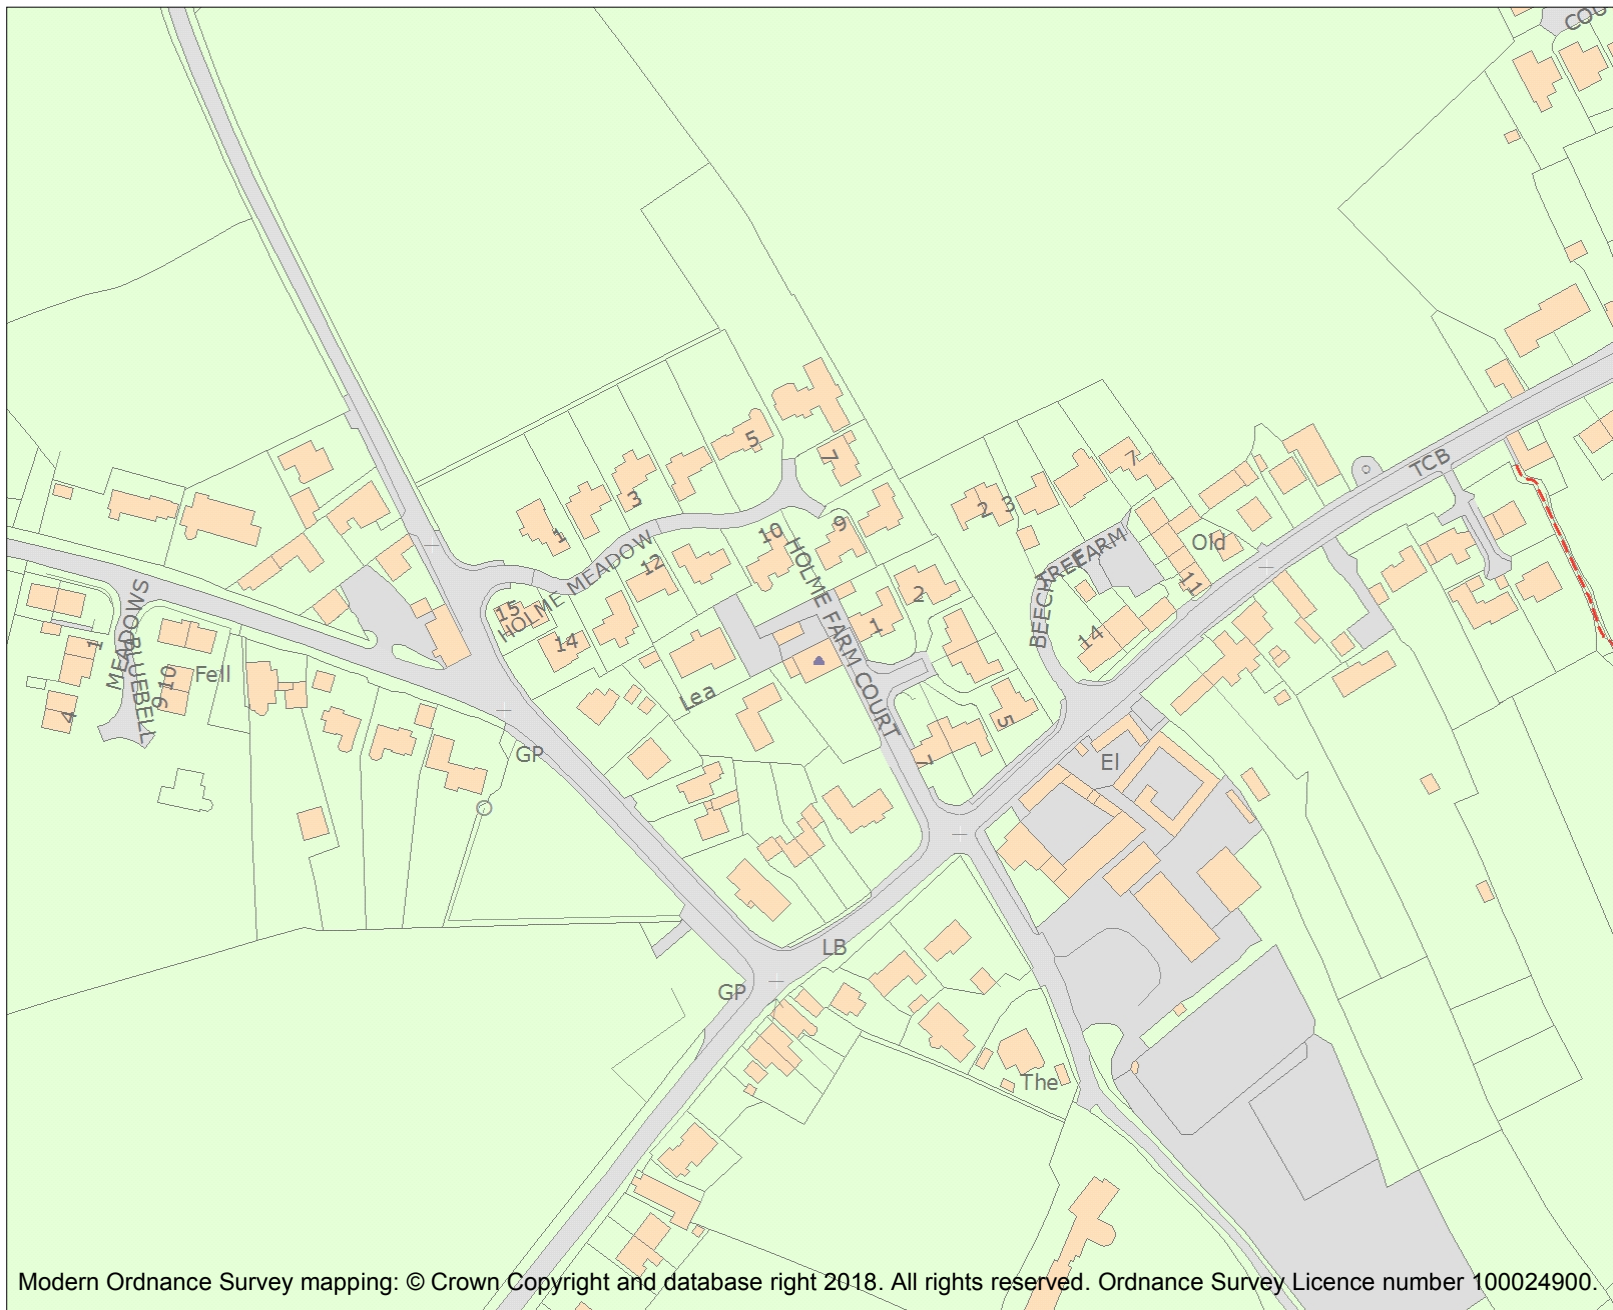 COU
TCB
5
7
7
3
1
2
3
10
9
Old
HOLME MEADOW
12
BEECH TREE FARM
11
15
14
2
1
HOLME FARM COURT
14
BLUEBELL MEADOWS
1
Fell
10
9
4
Lea
5
7
GP
El
LB
GP
The
Modern Ordnance Survey mapping: © Crown Copyright and database right 2018. All rights reserved. Ordnance Survey Licence number 100024900.